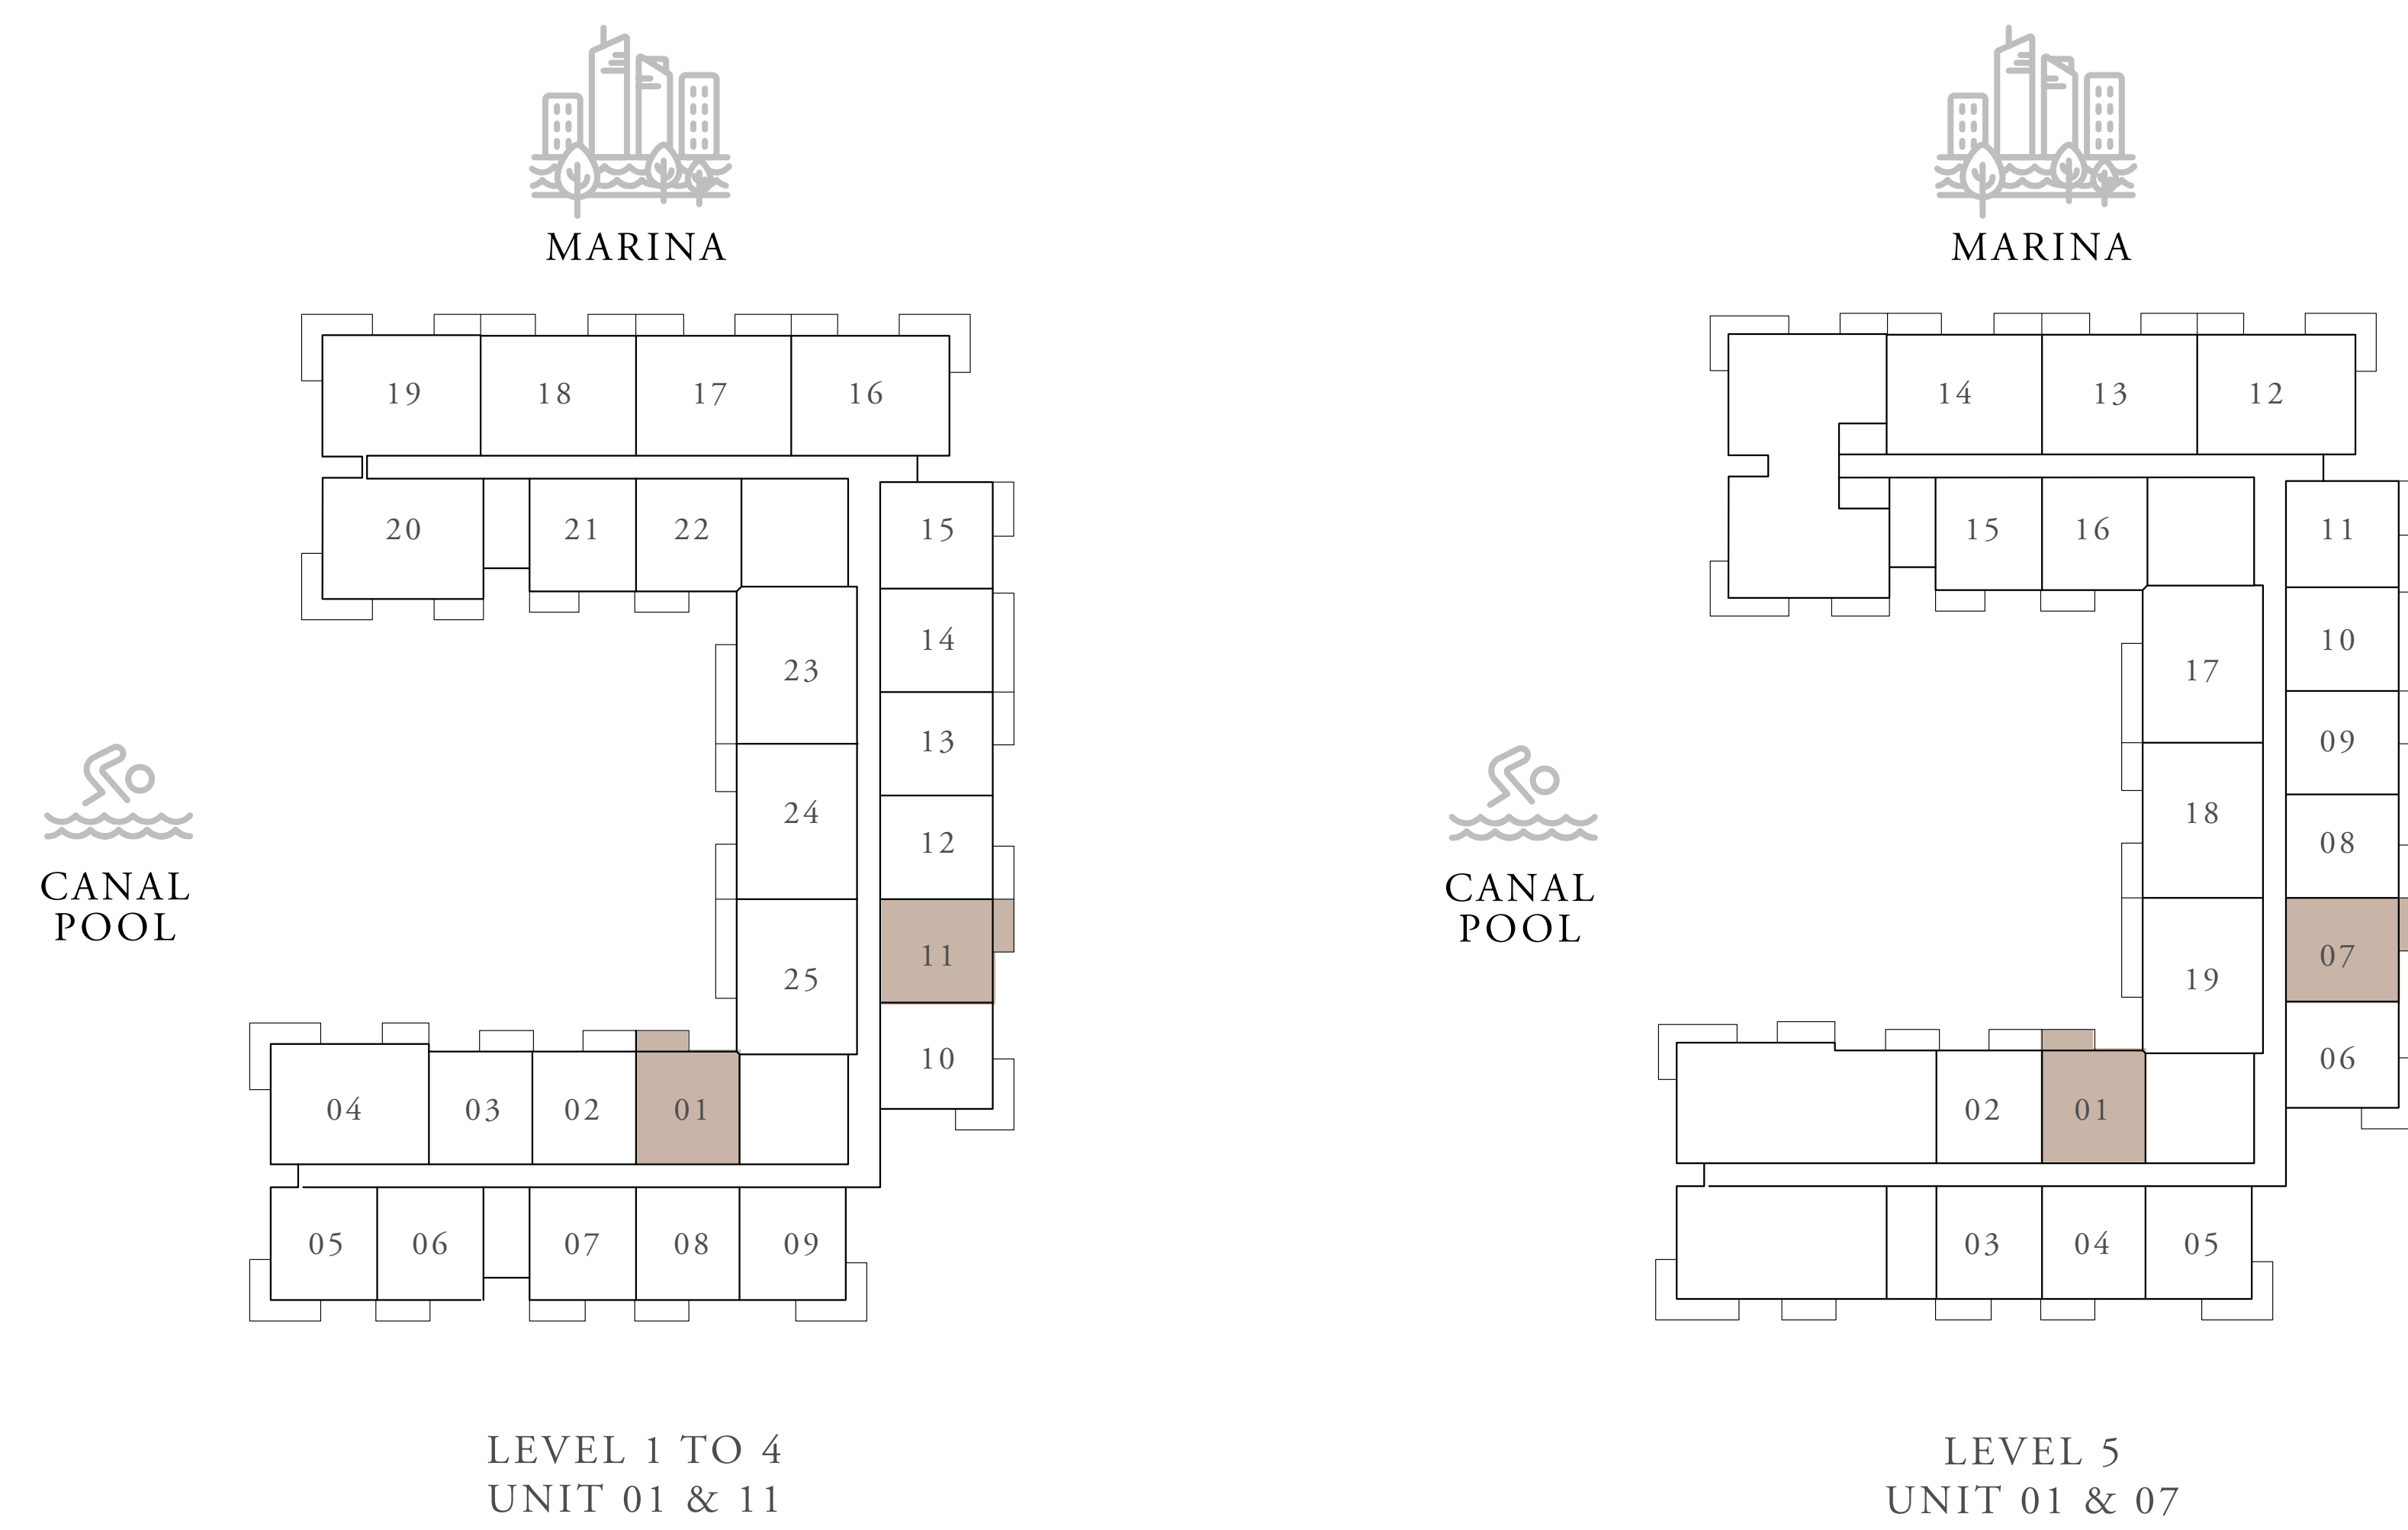 MARINA
19 18 17 16
20 21 22 15
14
23
13
24 12
CANAL
POOL
11
25
10
04 03 02 01
05 06 07 08 09
LEVEL 1 TO 4
UNIT 01 & 11
MARINA
14 13 12
15 16 11
10
17
09
18 08
CANAL
POOL
07
19
06
02 01
03 04 05
LEVEL 5
UNIT 01 & 07